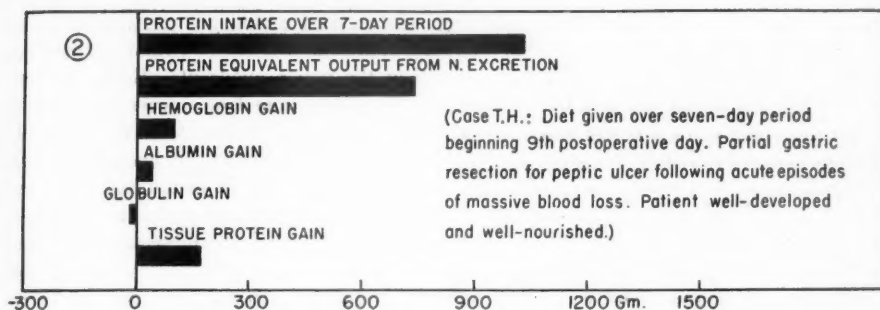 ②
PROTEIN INTAKE OVER 7-DAY PERIOD
PROTEIN EQUIVALENT OUTPUT FROM N. EXCRETION
HEMOGLOBIN GAIN
ALBUMIN GAIN
GLOBULIN GAIN
TISSUE PROTEIN GAIN
(Case T.H.: Diet given over seven-day period
beginning 9th postoperative day. Partial gastric
resection for peptic ulcer following acute episodes
of massive blood loss. Patient well-developed
and well-nourished.)
-300 0 300 600 900 1200 Gm. 1500